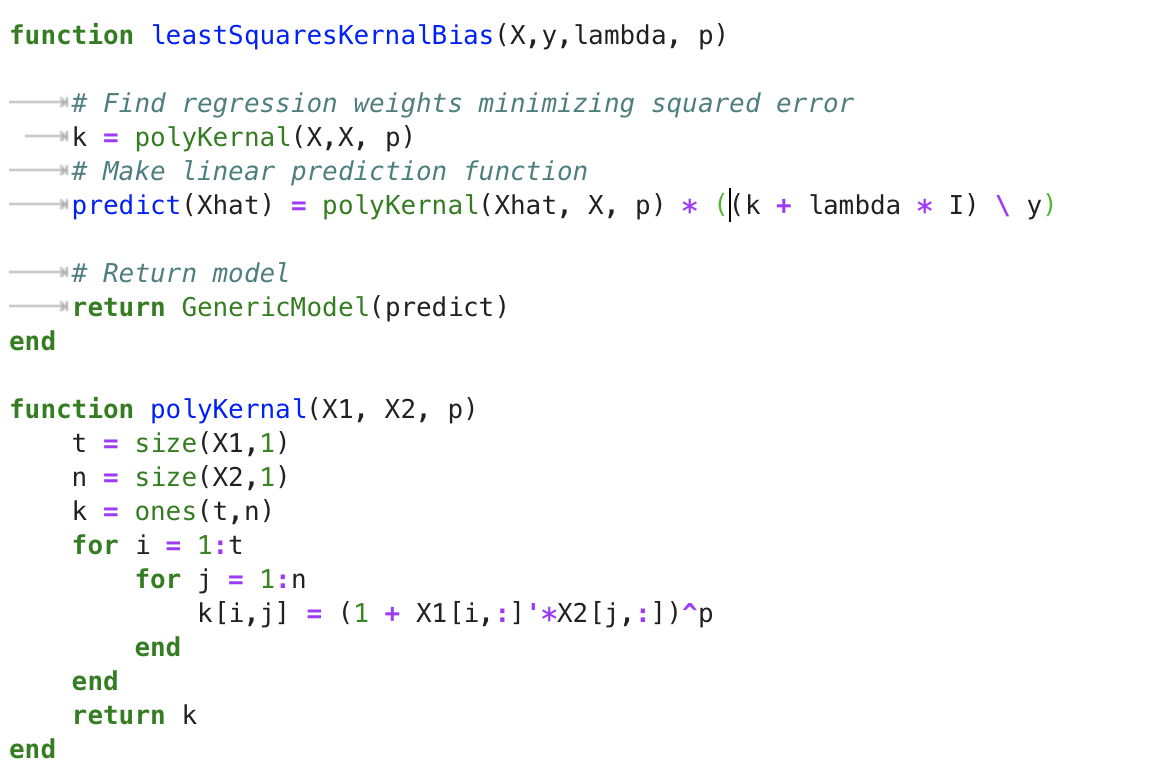 function leastSquaresKernalBias(X,y,lambda, p)
# Find regression weights minimizing squared error
k = polyKernal(X,X, p)
# Make linear prediction function
predict(Xhat) = polyKernal(Xhat, X, p) * ((k + lambda * I) \ y)
# Return model
return GenericModel(predict)
end
function polyKernal(X1, X2, p)
t = size(X1,1)
n = size(X2,1)
k = ones(t,n)
for i = 1:t
for j = 1:n
k[i,j] = (1 + X1[i,:]'*X2[j,:])^p
end
end
return k
end